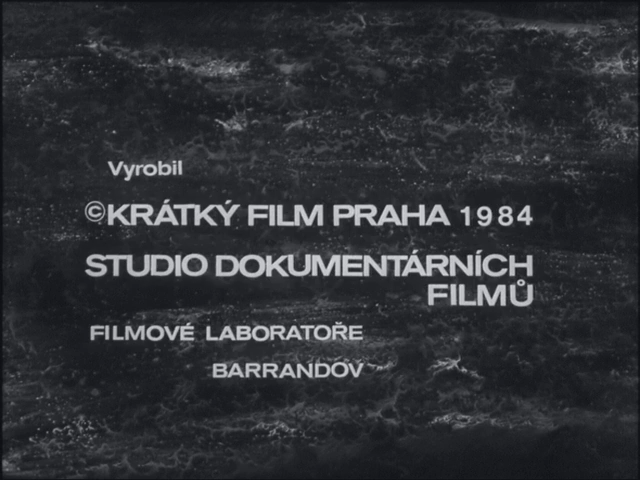 Vyrobil
©KRÁTKÝ FILM PRAHA 1984
STUDIO DOKUMENTÁRNÍCH
FILMŮ
FILMOVÉ LABORATOŘE
BARRANDOV